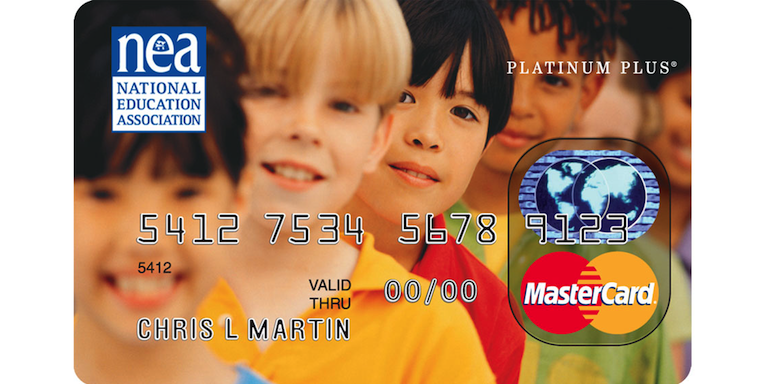 nea
NATIONAL
EDUCATION
ASSOCIATION
PLATINUM PLUS®
5412 7534 5678 9123
5412
VALID
THRU
00/00
CHRIS L MARTIN
MasterCard